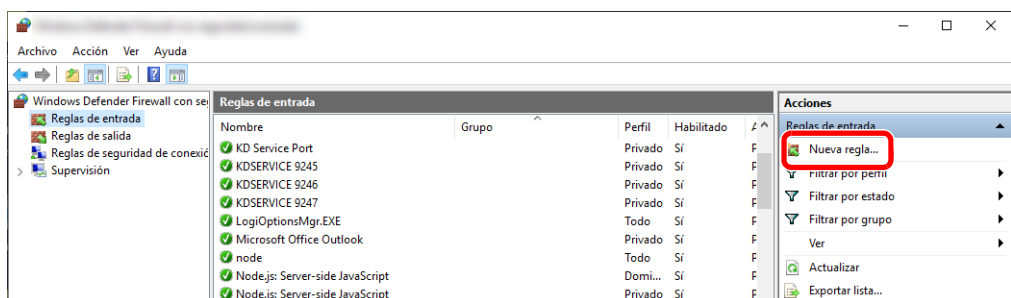 Archivo Acción Ver Ayuda
Windows Defender Firewall con se
Reglas de entrada
Reglas de salida
Reglas de seguridad de conexió
Supervisión
Reglas de entrada
Nombre Grupo Perfil Habilitado
KD Service Port Privado Sí
KDSERVICE 9245 Privado Sí
KDSERVICE 9246 Privado Sí
KDSERVICE 9247 Privado Sí
LogiOptionsMgr.EXE Todo Sí
Microsoft Office Outlook Privado Sí
node Todo Sí
Node.js: Server-side JavaScript Domi... Sí
Node.js: Server-side JavaScript Privado Sí
Acciones
Reglas de entrada
Nueva regla...
Filtrar por perfil
Filtrar por estado
Filtrar por grupo
Ver
Actualizar
Exportar lista...